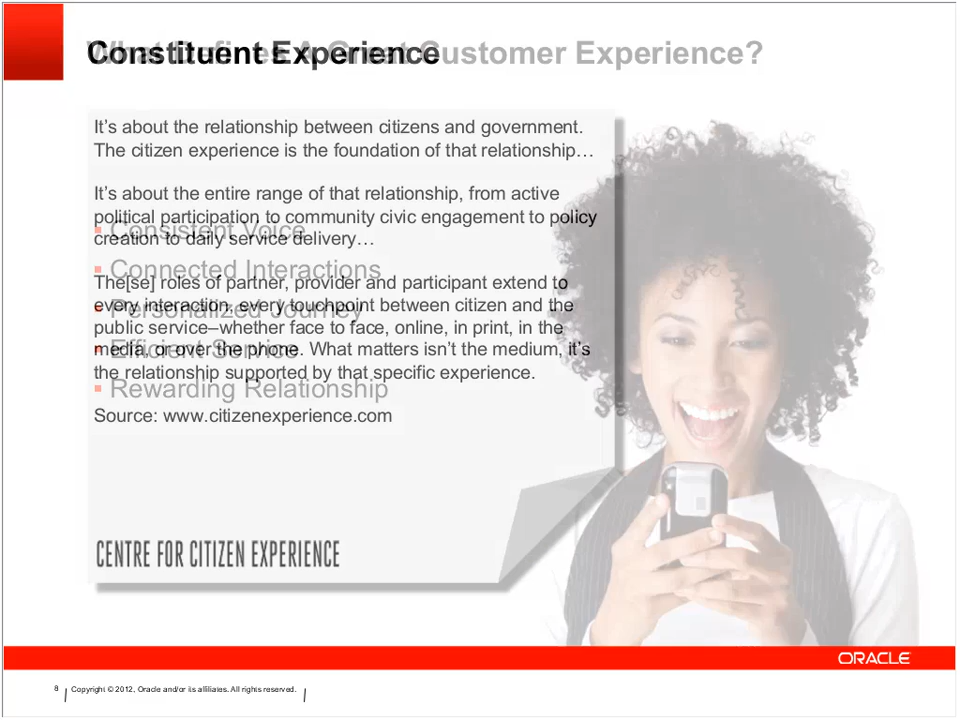 Constituent Experience
What Defines A Great Customer Experience?
It's about the relationship between citizens and government.
The citizen experience is the foundation of that relationship…
It's about the entire range of that relationship, from active
political participation to community civic engagement to policy
creation to daily service delivery…
The[se] roles of partner, provider and participant extend to
every interaction, every touchpoint between citizen and the
public service–whether face to face, online, in print, in the
media, or over the phone. What matters isn't the medium, it's
the relationship supported by that specific experience.
Source: www.citizenexperience.com
▪ Consistent Voice
▪ Connected Interactions
▪ Personalized Journey
▪ Efficient Service
▪ Rewarding Relationship
CENTRE FOR CITIZEN EXPERIENCE
ORACLE
8 | Copyright © 2012, Oracle and/or its affiliates. All rights reserved. |